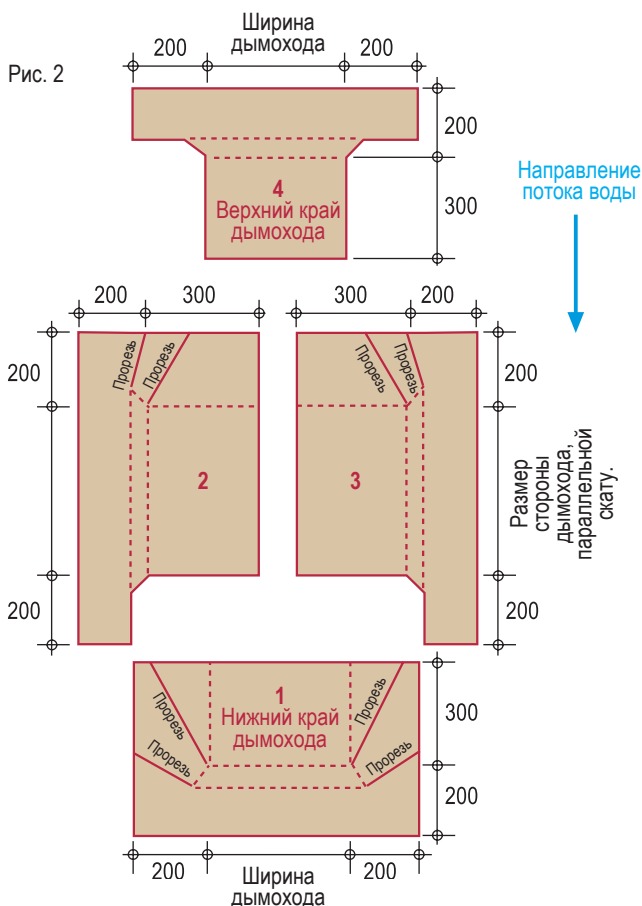 Рис. 2
Ширина
дымохода
200
200
200
300
4
Верхний край
дымохода
Направление
потока воды
200
300
300
200
200
200
Прорезь
Прорезь
Прорезь
Прорезь
2
3
Размер
стороны
дымохода,
параллельной
скату.
200
200
1
Нижний край
дымохода
Прорезь
Прорезь
Прорезь
Прорезь
300
200
200
200
Ширина
дымохода